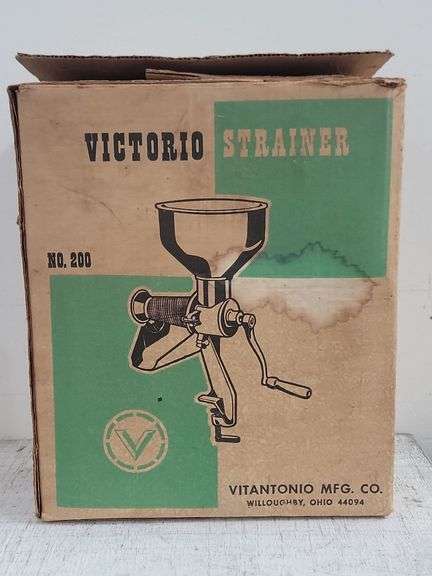 VICTORIO STRAINER
NO. 200
V
VITANTONIO MFG. CO.
WILLOUGHBY, OHIO 44094